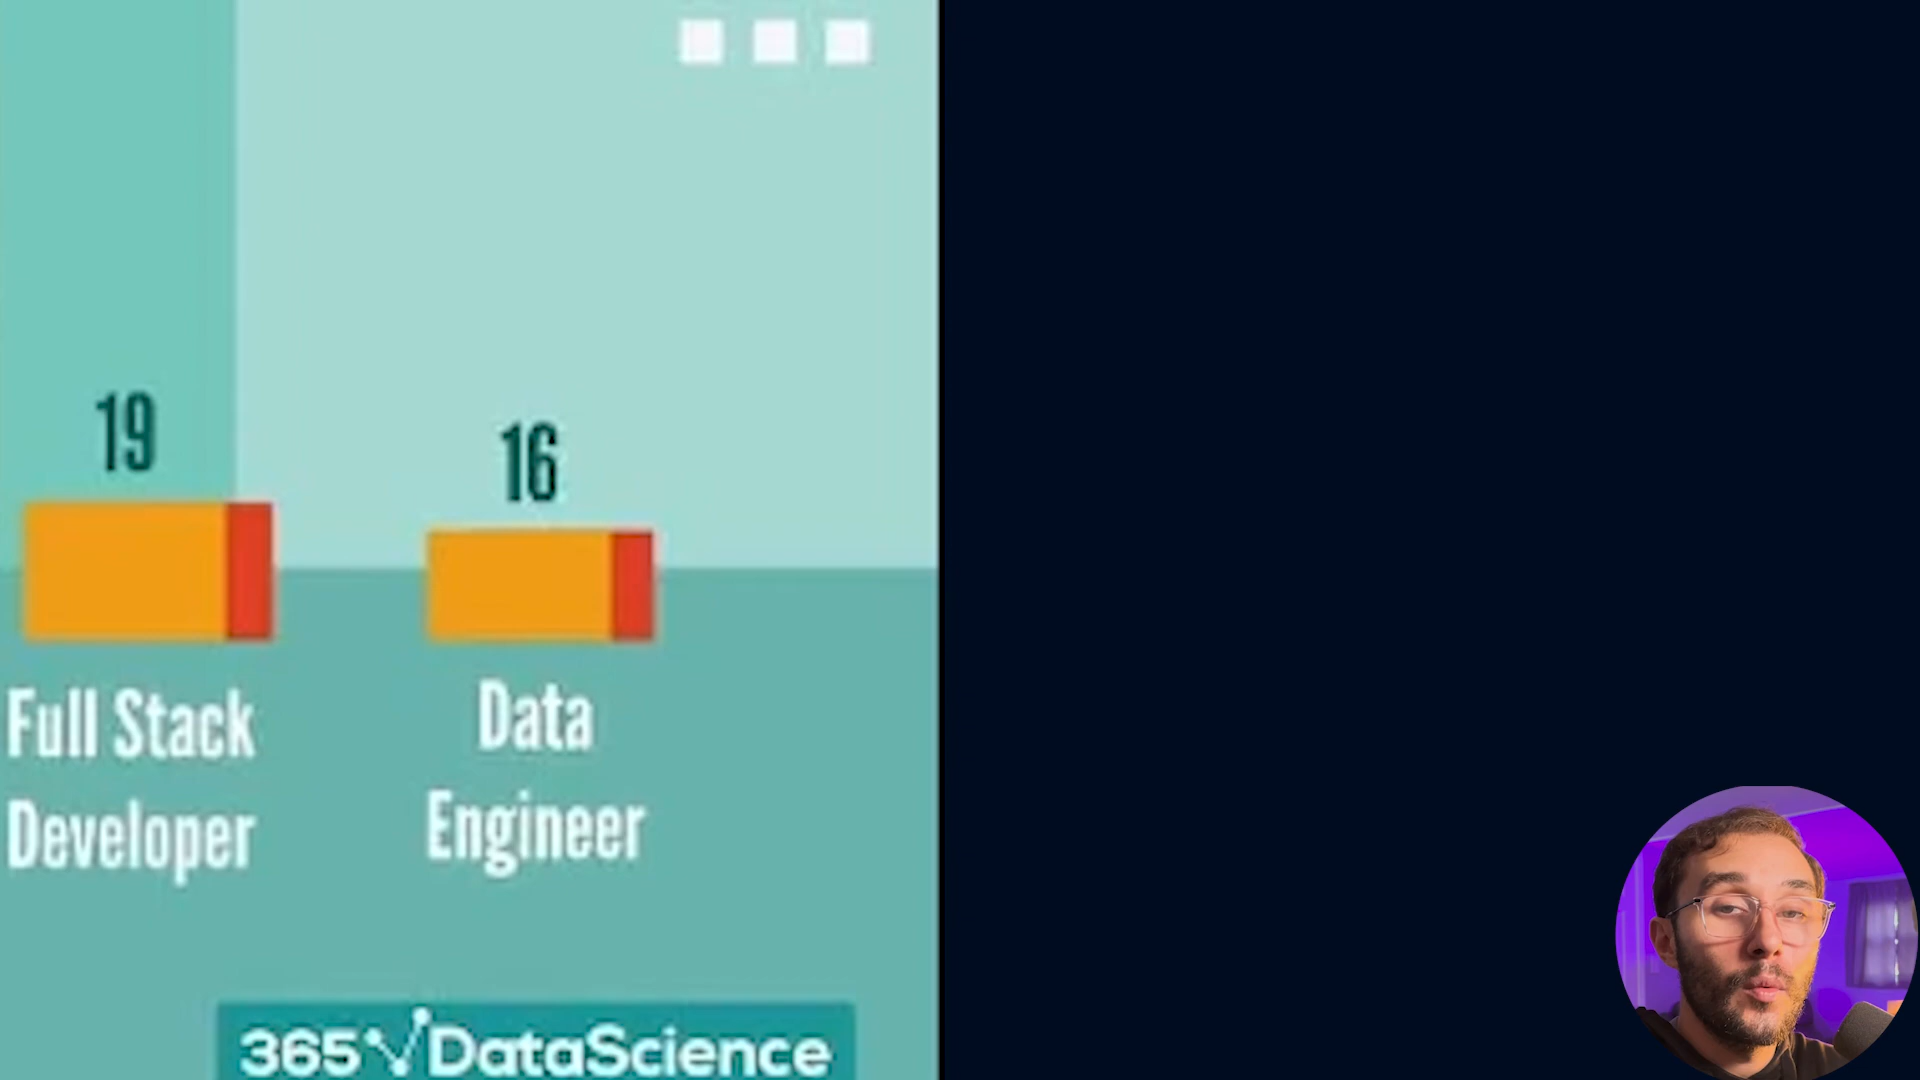 19
16
Full Stack
Developer
Data
Engineer
365 DataScience